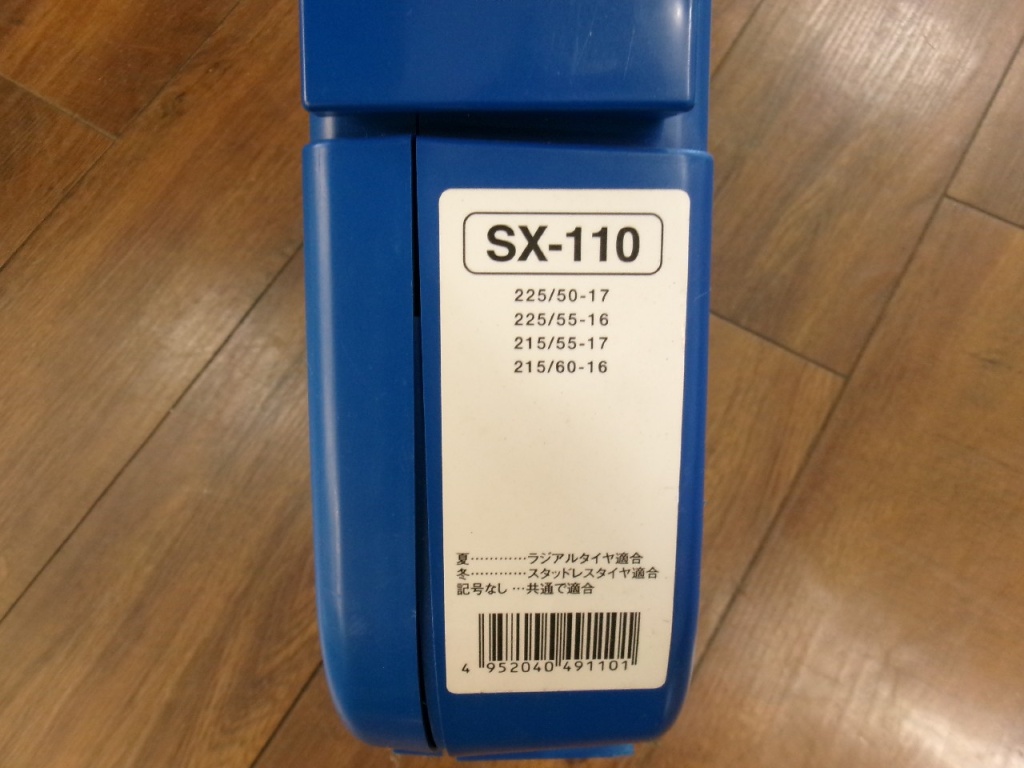 SX-110
225/50-17
225/55-16
215/55-17
215/60-16
夏…………ラジアルタイヤ適合
冬…………スタッドレスタイヤ適合
記号なし…共通で適合
4 952040 491101